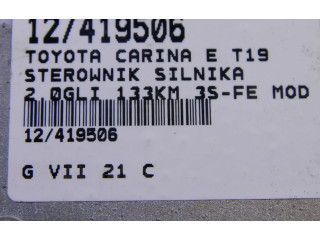 12/419506
TOYOTA CARINA E T19
STEROWNIK SILNIKA
2.0GLI 133KM 3S-FE MOD
12/419506
G VII 21 C